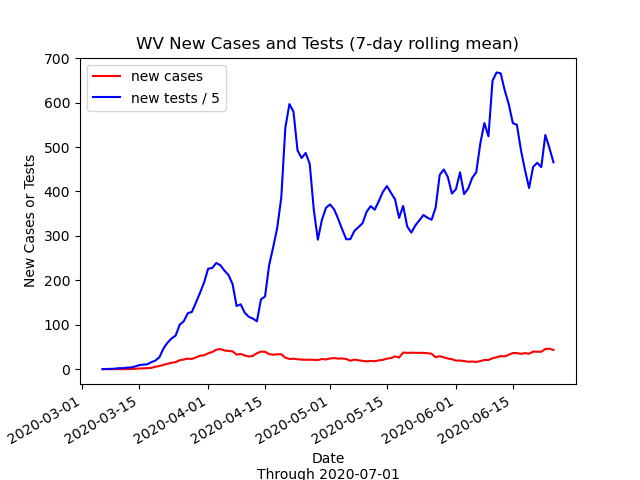 WV New Cases and Tests (7-day rolling mean)
new cases
new tests / 5
New Cases or Tests
700
600
500
400
300
200
100
0
2020-03-01
2020-03-15
2020-04-01
2020-04-15
2020-05-01
2020-05-15
2020-06-01
2020-06-15
Date
Through 2020-07-01